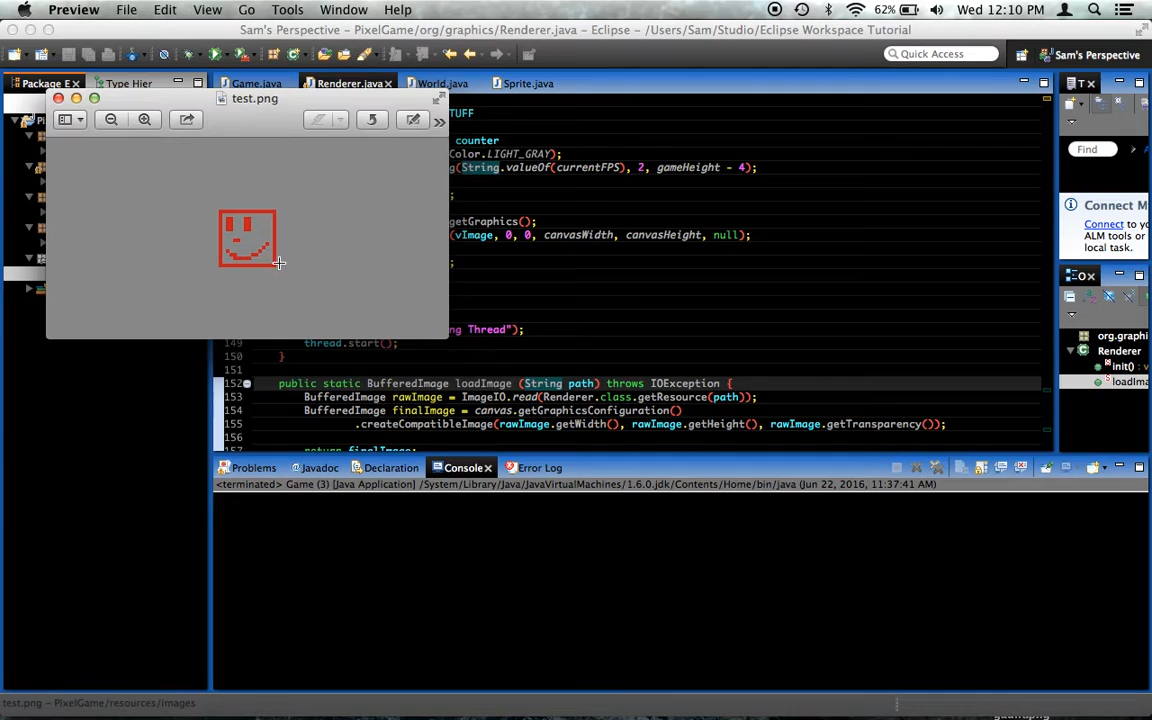 Preview File Edit View Go Tools Window Help 62% Wed 12:10 PM
Sam's Perspective - PixelGame/org/graphics/Renderer.java - Eclipse - /Users/Sam/Studio/Eclipse Workspace Tutorial
Quick Access Sam's Perspective
Package E Type Hier Game.java Renderer.java World.java Sprite.java T
test.png
STUFF
counter
Color.LIGHT_GRAY);
g(String.valueOf(currentFPS), 2, gameHeight - 4);
;
getGraphics();
(vImage, 0, 0, canvasWidth, canvasHeight, null);
;
ng Thread");
149 thread.start();
150 }
151
152 public static BufferedImage loadImage (String path) throws IOException {
153 BufferedImage rawImage = ImageIO.read(Renderer.class.getResource(path));
154 BufferedImage finalImage = canvas.getGraphicsConfiguration()
155 .createCompatibleImage(rawImage.getWidth(), rawImage.getHeight(), rawImage.getTransparency());
156
157 return finalImage;
Find
Connect M
Connect to yo
ALM tools or
local task.
O
org.graphi
Renderer
init() : v
loadIma
Problems Javadoc Declaration Console Error Log
<terminated> Game (3) [Java Application] /System/Library/Java/JavaVirtualMachines/1.6.0.jdk/Contents/Home/bin/java (Jun 22, 2016, 11:37:41 AM)
test.png - PixelGame/resources/images